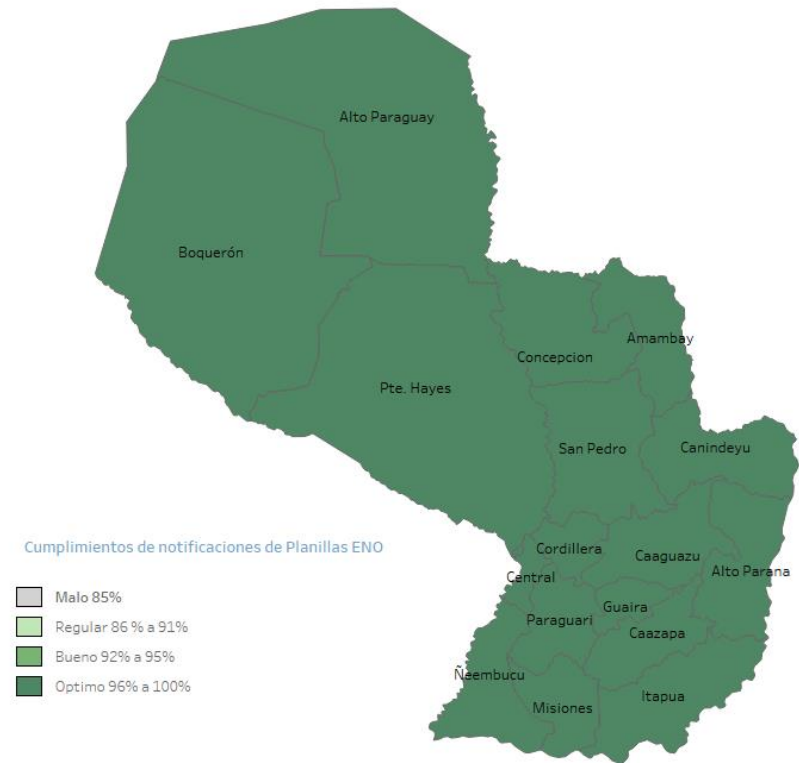 Alto Paraguay
Boquerón
Concepcion
Amambay
Pte. Hayes
San Pedro
Canindeyu
Cordillera
Caaguazu
Alto Parana
Central
Guaira
Paraguari
Caazapa
Ñeembucu
Misiones
Itapua
Cumplimientos de notificaciones de Planillas ENO
Malo 85%
Regular 86 % a 91%
Bueno 92% a 95%
Optimo 96% a 100%